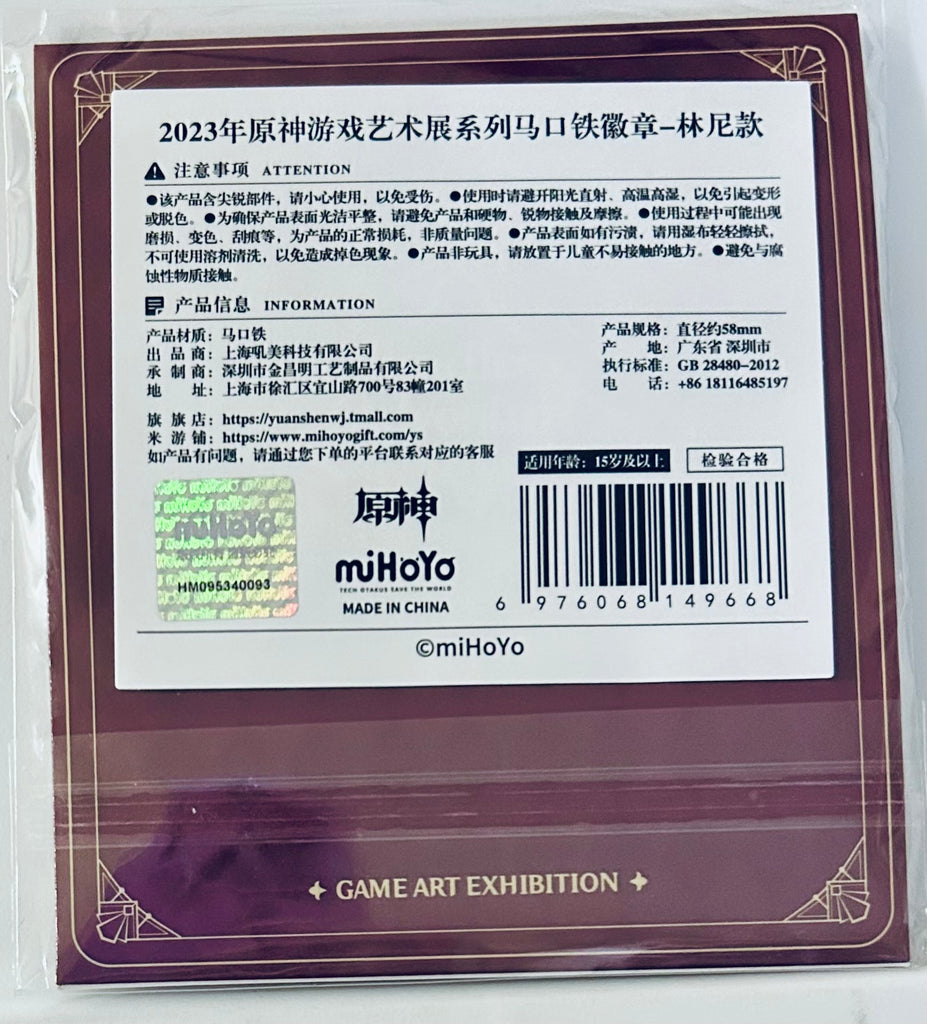 2023年原神游戏艺术展系列马口铁徽章-林尼款
注意事项 ATTENTION
●该产品含尖锐部件，请小心使用，以免受伤。●使用时请避开阳光直射、高温高湿，以免引起变形
或脱色。●为确保产品表面光洁平整，请避免产品和硬物、锐物接触及摩擦。●使用过程中可能出现
磨损、变色、刮痕等，为产品的正常损耗，非质量问题。●产品表面如有污渍，请用湿布轻轻擦拭，
不可使用溶剂清洗，以免造成掉色现象。●产品非玩具，请放置于儿童不易接触的地方。●避免与腐
蚀性物质接触。
产品信息 INFORMATION
产品材质：马口铁
出品商：上海吼美科技有限公司
承制商：深圳市金昌明工艺制品有限公司
地址：上海市徐汇区宜山路700号83幢201室
产品规格：直径约58mm
产地：广东省 深圳市
执行标准：GB 28480-2012
电话：+86 18116485197
旗旗店：https://yuanshenwj.tmall.com
米游铺：https://www.mihoyogift.com/ys
如产品有问题，请通过您下单的平台联系对应的客服
适用年龄：15岁及以上
检验合格
miHoYo
HM095340093
原神
miHoYo
TECH OTAKUS SAVE THE WORLD
MADE IN CHINA
6 976068 149668
©miHoYo
GAME ART EXHIBITION